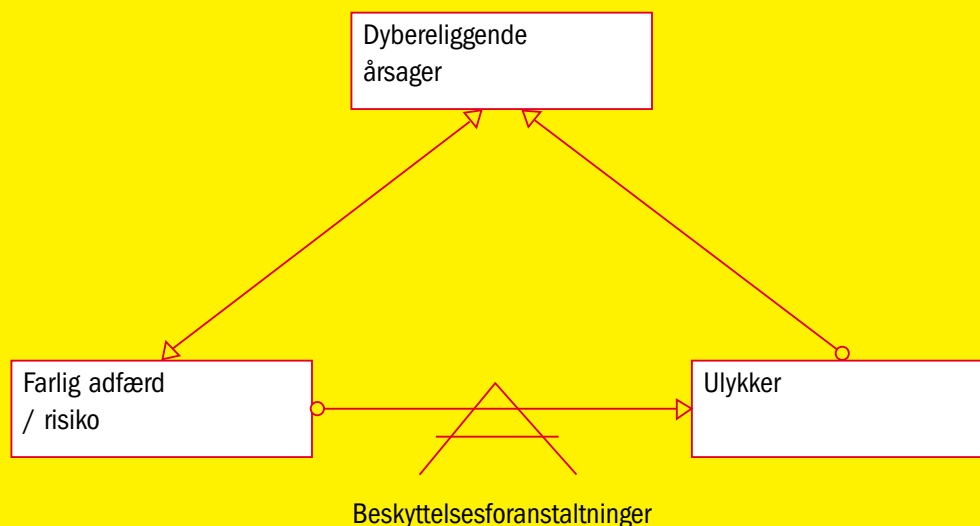 Dybereliggende
årsager
Farlig adfærd
/ risiko
Ulykker
Beskyttelsesforanstaltninger